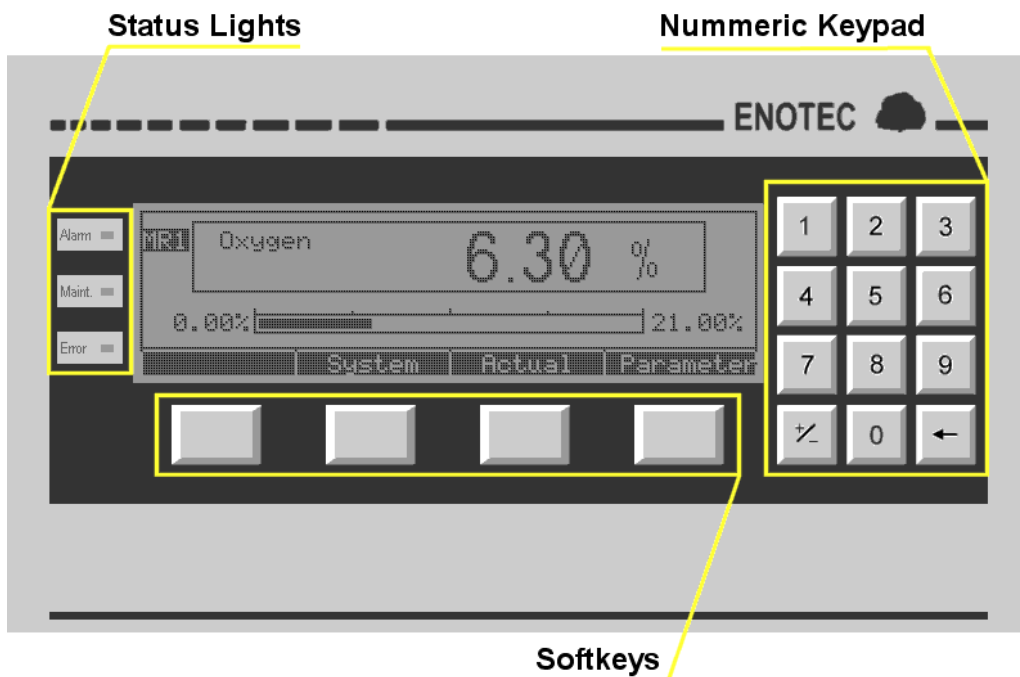 Status Lights
Nummeric Keypad
ENOTEC
Alarm
Maint.
Error
MR1 Oxygen 6.30 %
0.00% 21.00%
System Actual Parameter
1 2 3
4 5 6
7 8 9
+/- 0 ←
Softkeys